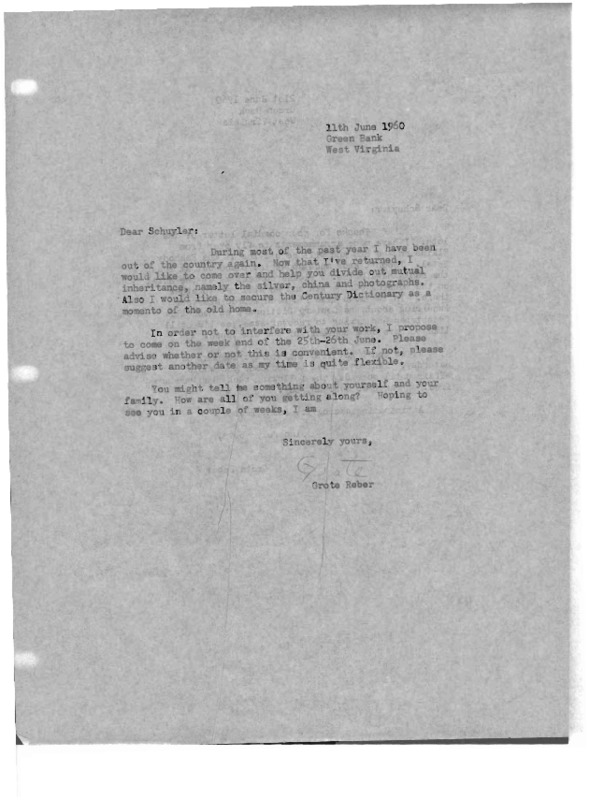 11th June 1960
Green Bank
West Virginia
Dear Schuyler:
During most of the past year I have been
out of the country again. Now that I've returned, I
would like to come over and help you divide out mutual
inheritance, namely the silver, china and photographs.
Also I would like to secure the Century Dictionary as a
momento of the old home.
In order not to interfere with your work, I propose
to come on the week end of the 25th-26th June. Please
advise whether or not this is convenient. If not, please
suggest another date as my time is quite flexible.
You might tell me something about yourself and your
family. How are all of you getting along? Hoping to
see you in a couple of weeks, I am
Sincerely yours,
Grote
Grote Reber